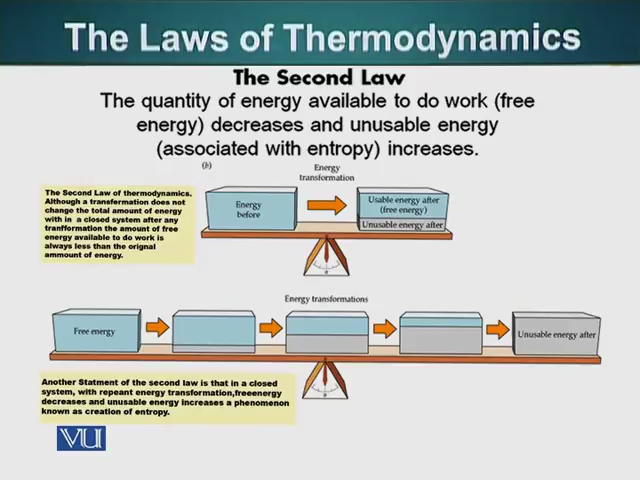 The Laws of Thermodynamics
The Second Law
The quantity of energy available to do work (free
energy) decreases and unusable energy
(associated with entropy) increases.
(b)
Energy
transformation
The Second Law of thermodynamics.
Although a transformation does not
change the total amount of energy
with in a closed system after any
tranfformation the amount of free
energy available to do work is
always less than the orignal
ammount of energy.
Energy
before
Usable energy after
(free energy)
Unusable energy after
Energy transformations
Free energy
Unusable energy after
Another Statment of the second law is that in a closed
system, with repeant energy transformation,freeenergy
decreases and unusable energy increases a phenomenon
known as creation of entropy.
VU